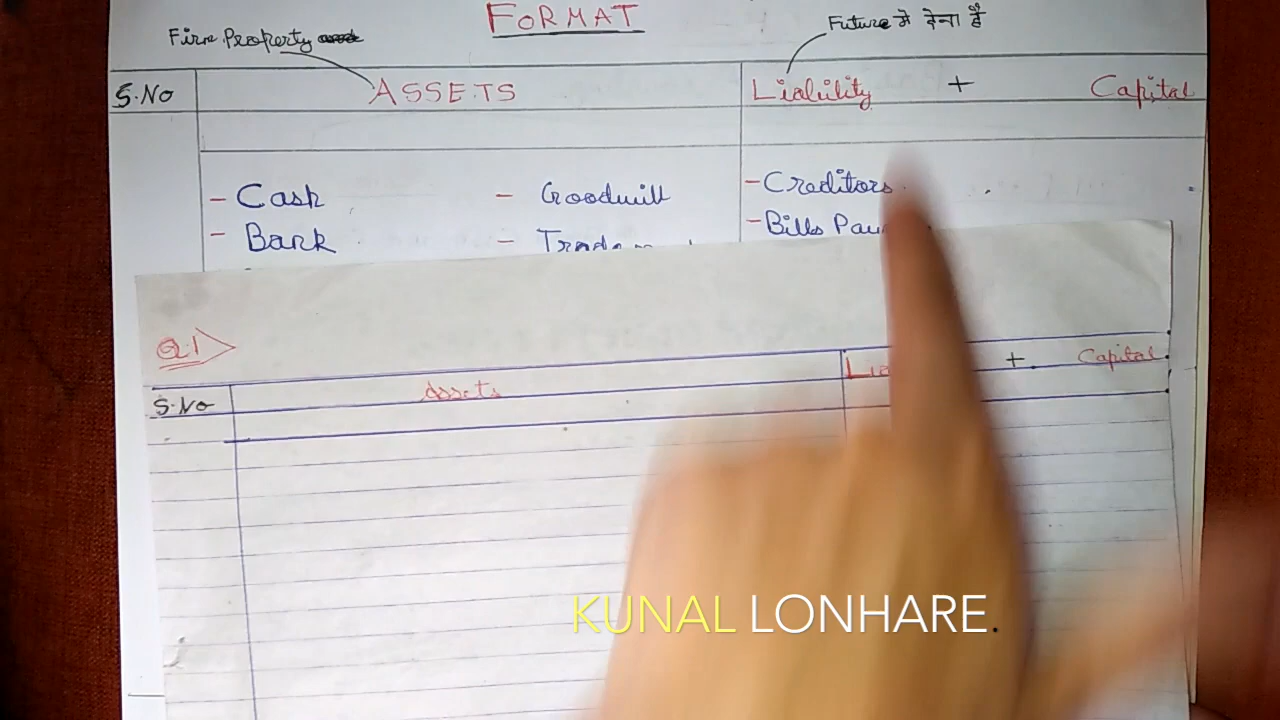 FORMAT
Firm Property
Future मे देना है
S.No ASSETS Liability + Capital
- Cash - Goodwill - Creditors
- Bank - - Bills
Q.1
S.No Assets + Capital
KUNAL LONHARE.